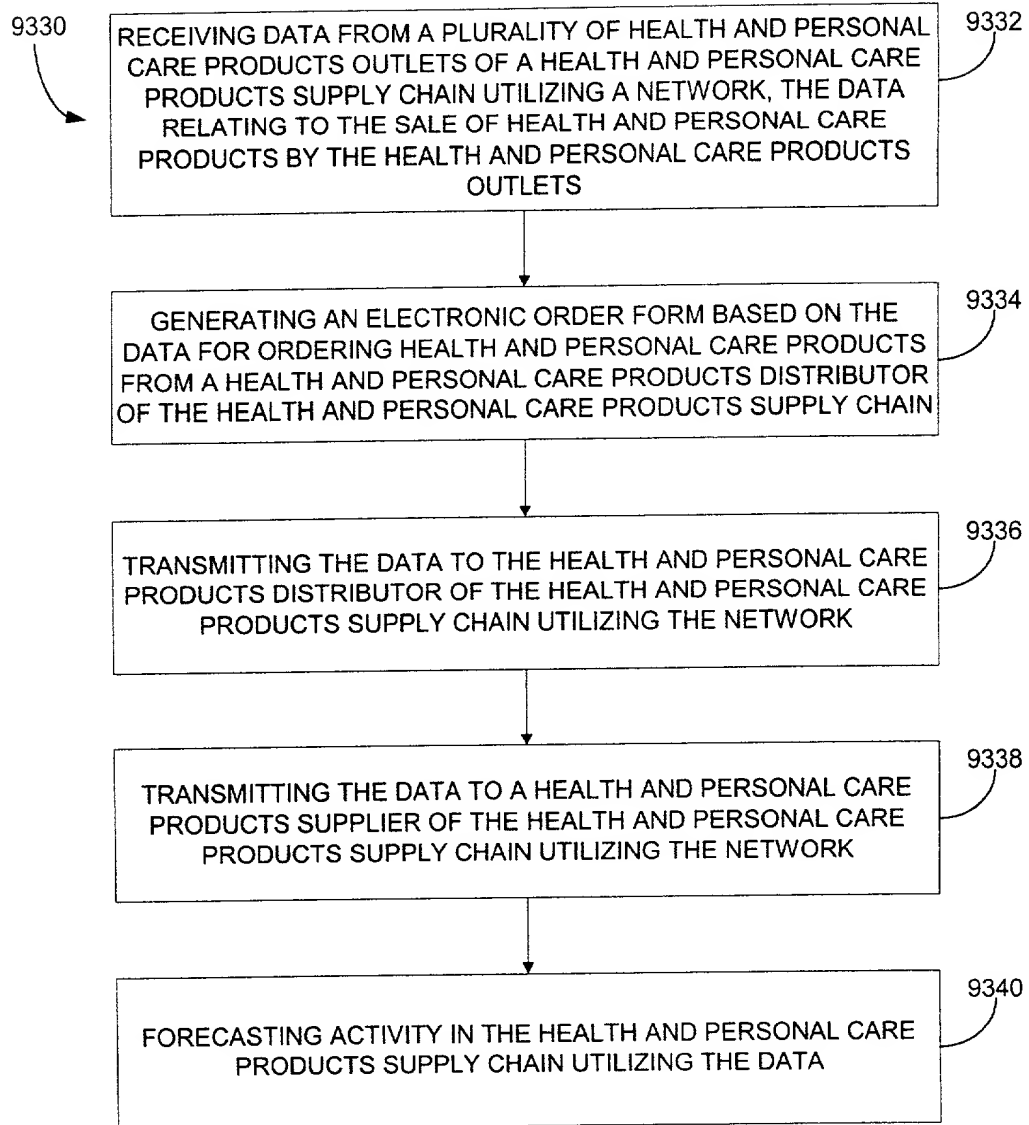 9330
9332
RECEIVING DATA FROM A PLURALITY OF HEALTH AND PERSONAL
CARE PRODUCTS OUTLETS OF A HEALTH AND PERSONAL CARE
PRODUCTS SUPPLY CHAIN UTILIZING A NETWORK, THE DATA
RELATING TO THE SALE OF HEALTH AND PERSONAL CARE
PRODUCTS BY THE HEALTH AND PERSONAL CARE PRODUCTS
OUTLETS
9334
GENERATING AN ELECTRONIC ORDER FORM BASED ON THE
DATA FOR ORDERING HEALTH AND PERSONAL CARE PRODUCTS
FROM A HEALTH AND PERSONAL CARE PRODUCTS DISTRIBUTOR
OF THE HEALTH AND PERSONAL CARE PRODUCTS SUPPLY CHAIN
9336
TRANSMITTING THE DATA TO THE HEALTH AND PERSONAL CARE
PRODUCTS DISTRIBUTOR OF THE HEALTH AND PERSONAL CARE
PRODUCTS SUPPLY CHAIN UTILIZING THE NETWORK
9338
TRANSMITTING THE DATA TO A HEALTH AND PERSONAL CARE
PRODUCTS SUPPLIER OF THE HEALTH AND PERSONAL CARE
PRODUCTS SUPPLY CHAIN UTILIZING THE NETWORK
9340
FORECASTING ACTIVITY IN THE HEALTH AND PERSONAL CARE
PRODUCTS SUPPLY CHAIN UTILIZING THE DATA